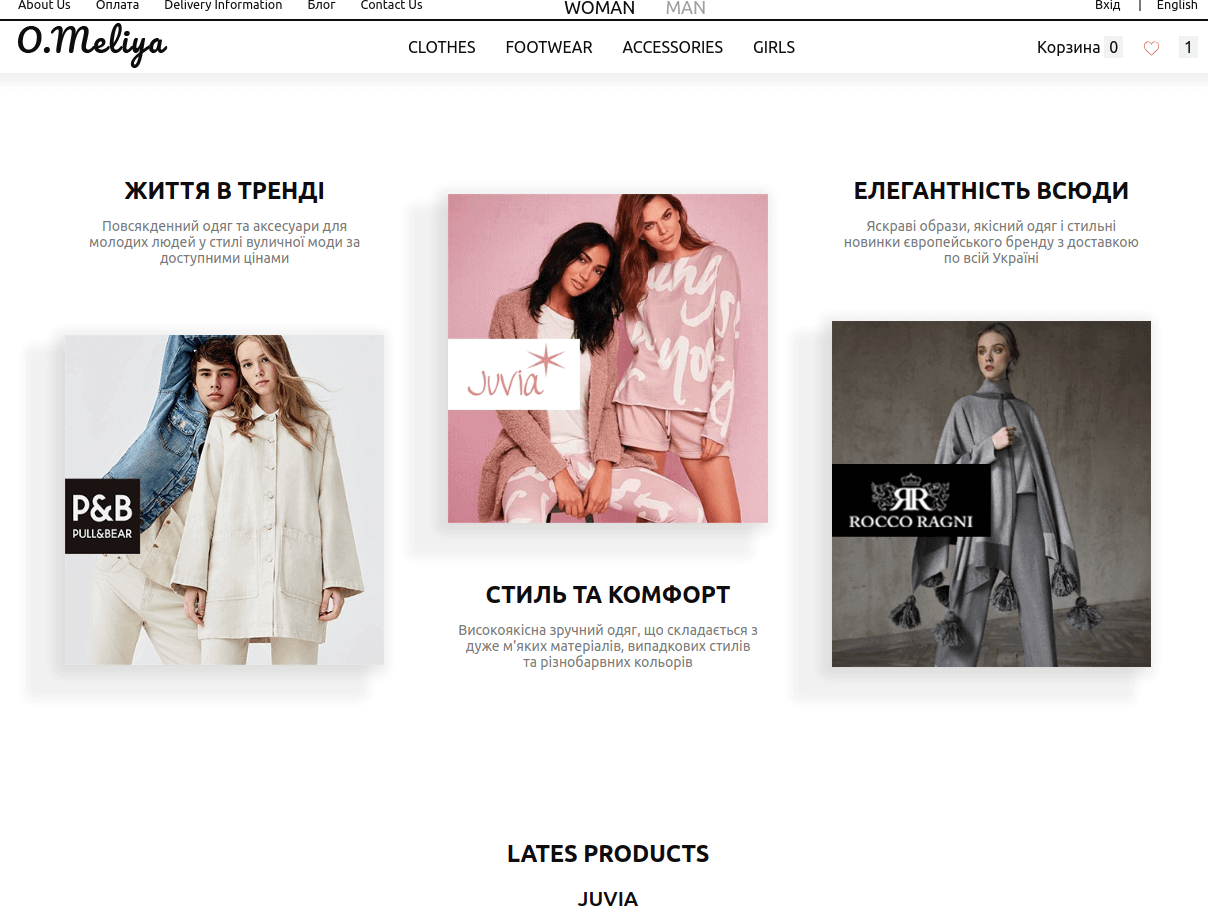 About Us Оплата Delivery Information Блог Contact Us WOMAN MAN Вхід | English
O.Meliya CLOTHES FOOTWEAR ACCESSORIES GIRLS Корзина 0 1
ЖИТТЯ В ТРЕНДІ
Повсякденний одяг та аксесуари для
молодих людей у стилі вуличної моди за
доступними цінами
P&B
PULL&BEAR
Juvia
СТИЛЬ ТА КОМФОРТ
Високоякісна зручний одяг, що складається з
дуже м'яких матеріалів, випадкових стилів
та різнобарвних кольорів
ЕЛЕГАНТНІСТЬ ВСЮДИ
Яскраві образи, якісний одяг і стильні
новинки європейського бренду з доставкою
по всій Україні
RR
ROCCO RAGNI
LATES PRODUCTS
JUVIA